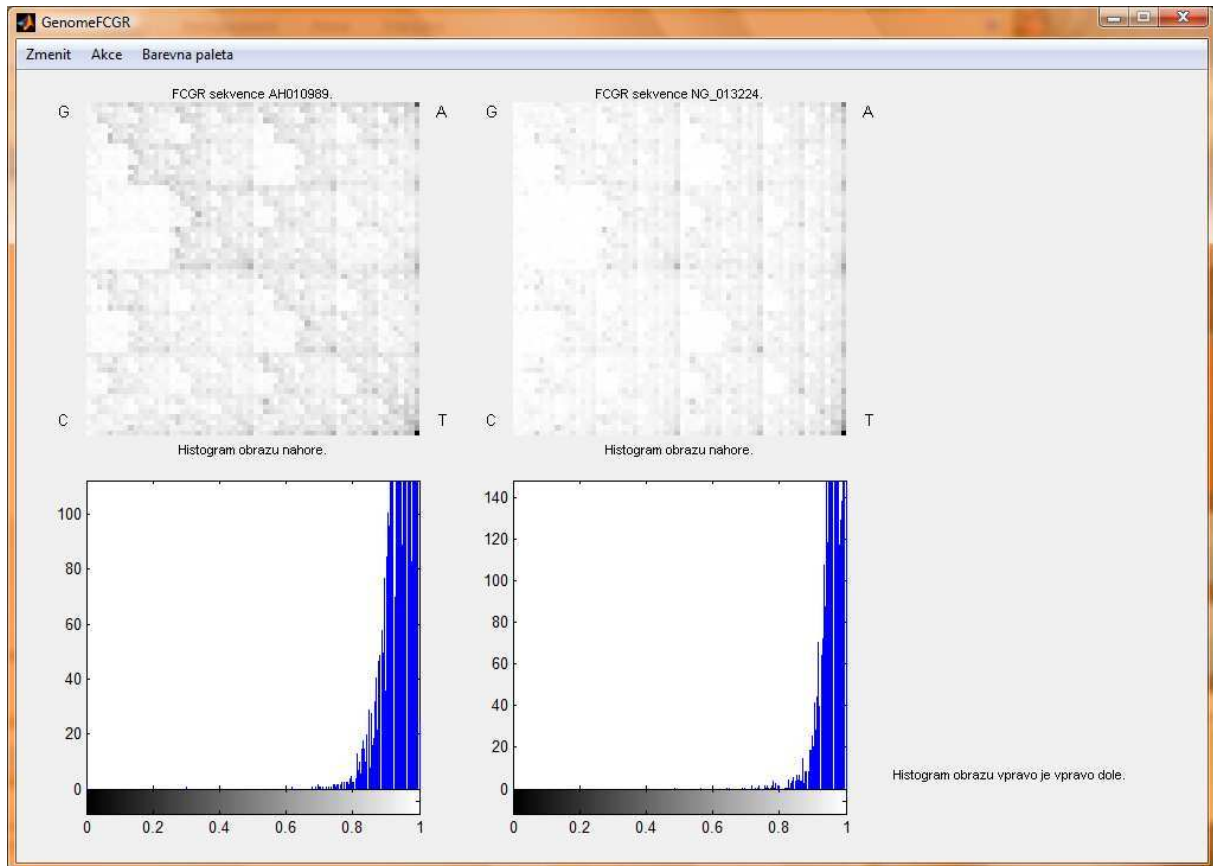 GenomeFCGR
Zmenit Akce Barevna paleta
FCGR sekvence AH010989.
G A
C T
FCGR sekvence NG_013224.
G A
C T
Histogram obrazu nahore.
100
80
60
40
20
0
0 0.2 0.4 0.6 0.8 1
Histogram obrazu nahore.
140
120
100
80
60
40
20
0
0 0.2 0.4 0.6 0.8 1
Histogram obrazu vpravo je vpravo dole.